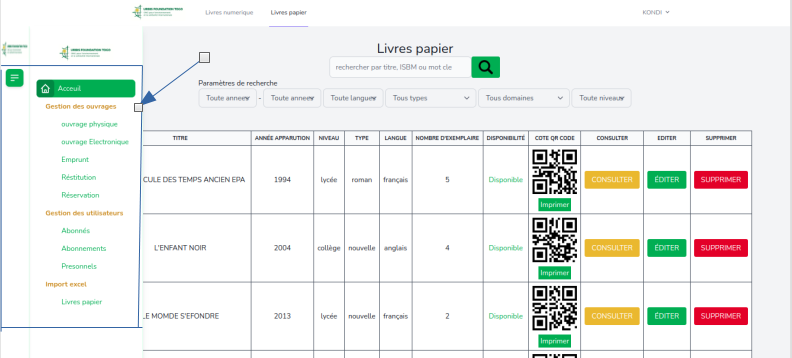 Livres numerique
Livres papier
KONDI
Livres papier
rechercher par titre, ISBM ou mot cle
Paramètres de recherche
Toute annees - Toute annees Toute langues Tous types Tous domaines Toute niveaux
Acceuil
Gestion des ouvrages
ouvrage physique
ouvrage Electronique
Emprunt
Réstitution
Réservation
Gestion des utilisateurs
Abonnés
Abonnements
Presonnels
Import excel
Livres papier
TITRE ANNÉE APPARUTION NIVEAU TYPE LANGUE NOMBRE D'EXEMPLAIRE DISPONIBILITÉ COTE QR CODE CONSULTER EDITER SUPPRIMER
CULE DES TEMPS ANCIEN EPA 1994 lycée roman français 5 Disponible Imprimer CONSULTER ÉDITER SUPPRIMER
L'ENFANT NOIR 2004 collège nouvelle anglais 4 Disponible Imprimer CONSULTER ÉDITER SUPPRIMER
LE MOMDE S'EFONDRE 2013 lycée nouvelle français 2 Disponible Imprimer CONSULTER ÉDITER SUPPRIMER